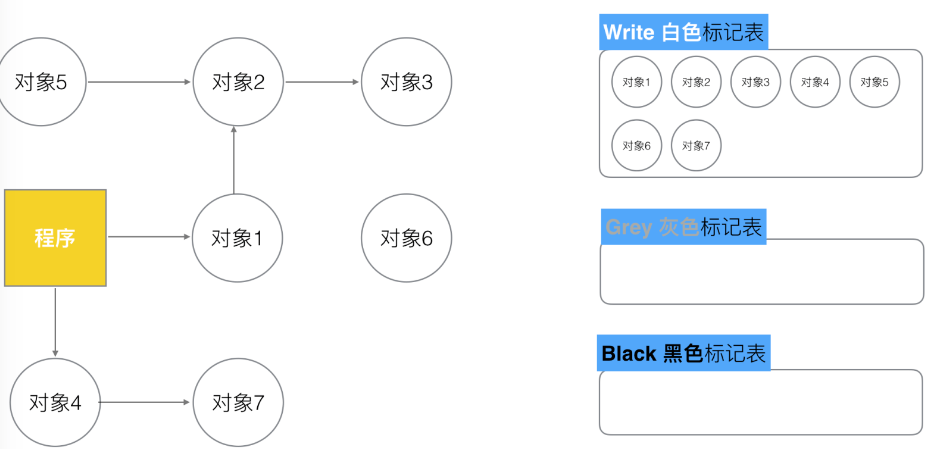 对象5
对象2
对象3
程序
对象1
对象6
对象4
对象7
Write 白色标记表
对象1 对象2 对象3 对象4 对象5
对象6 对象7
Grey 灰色标记表
Black 黑色标记表